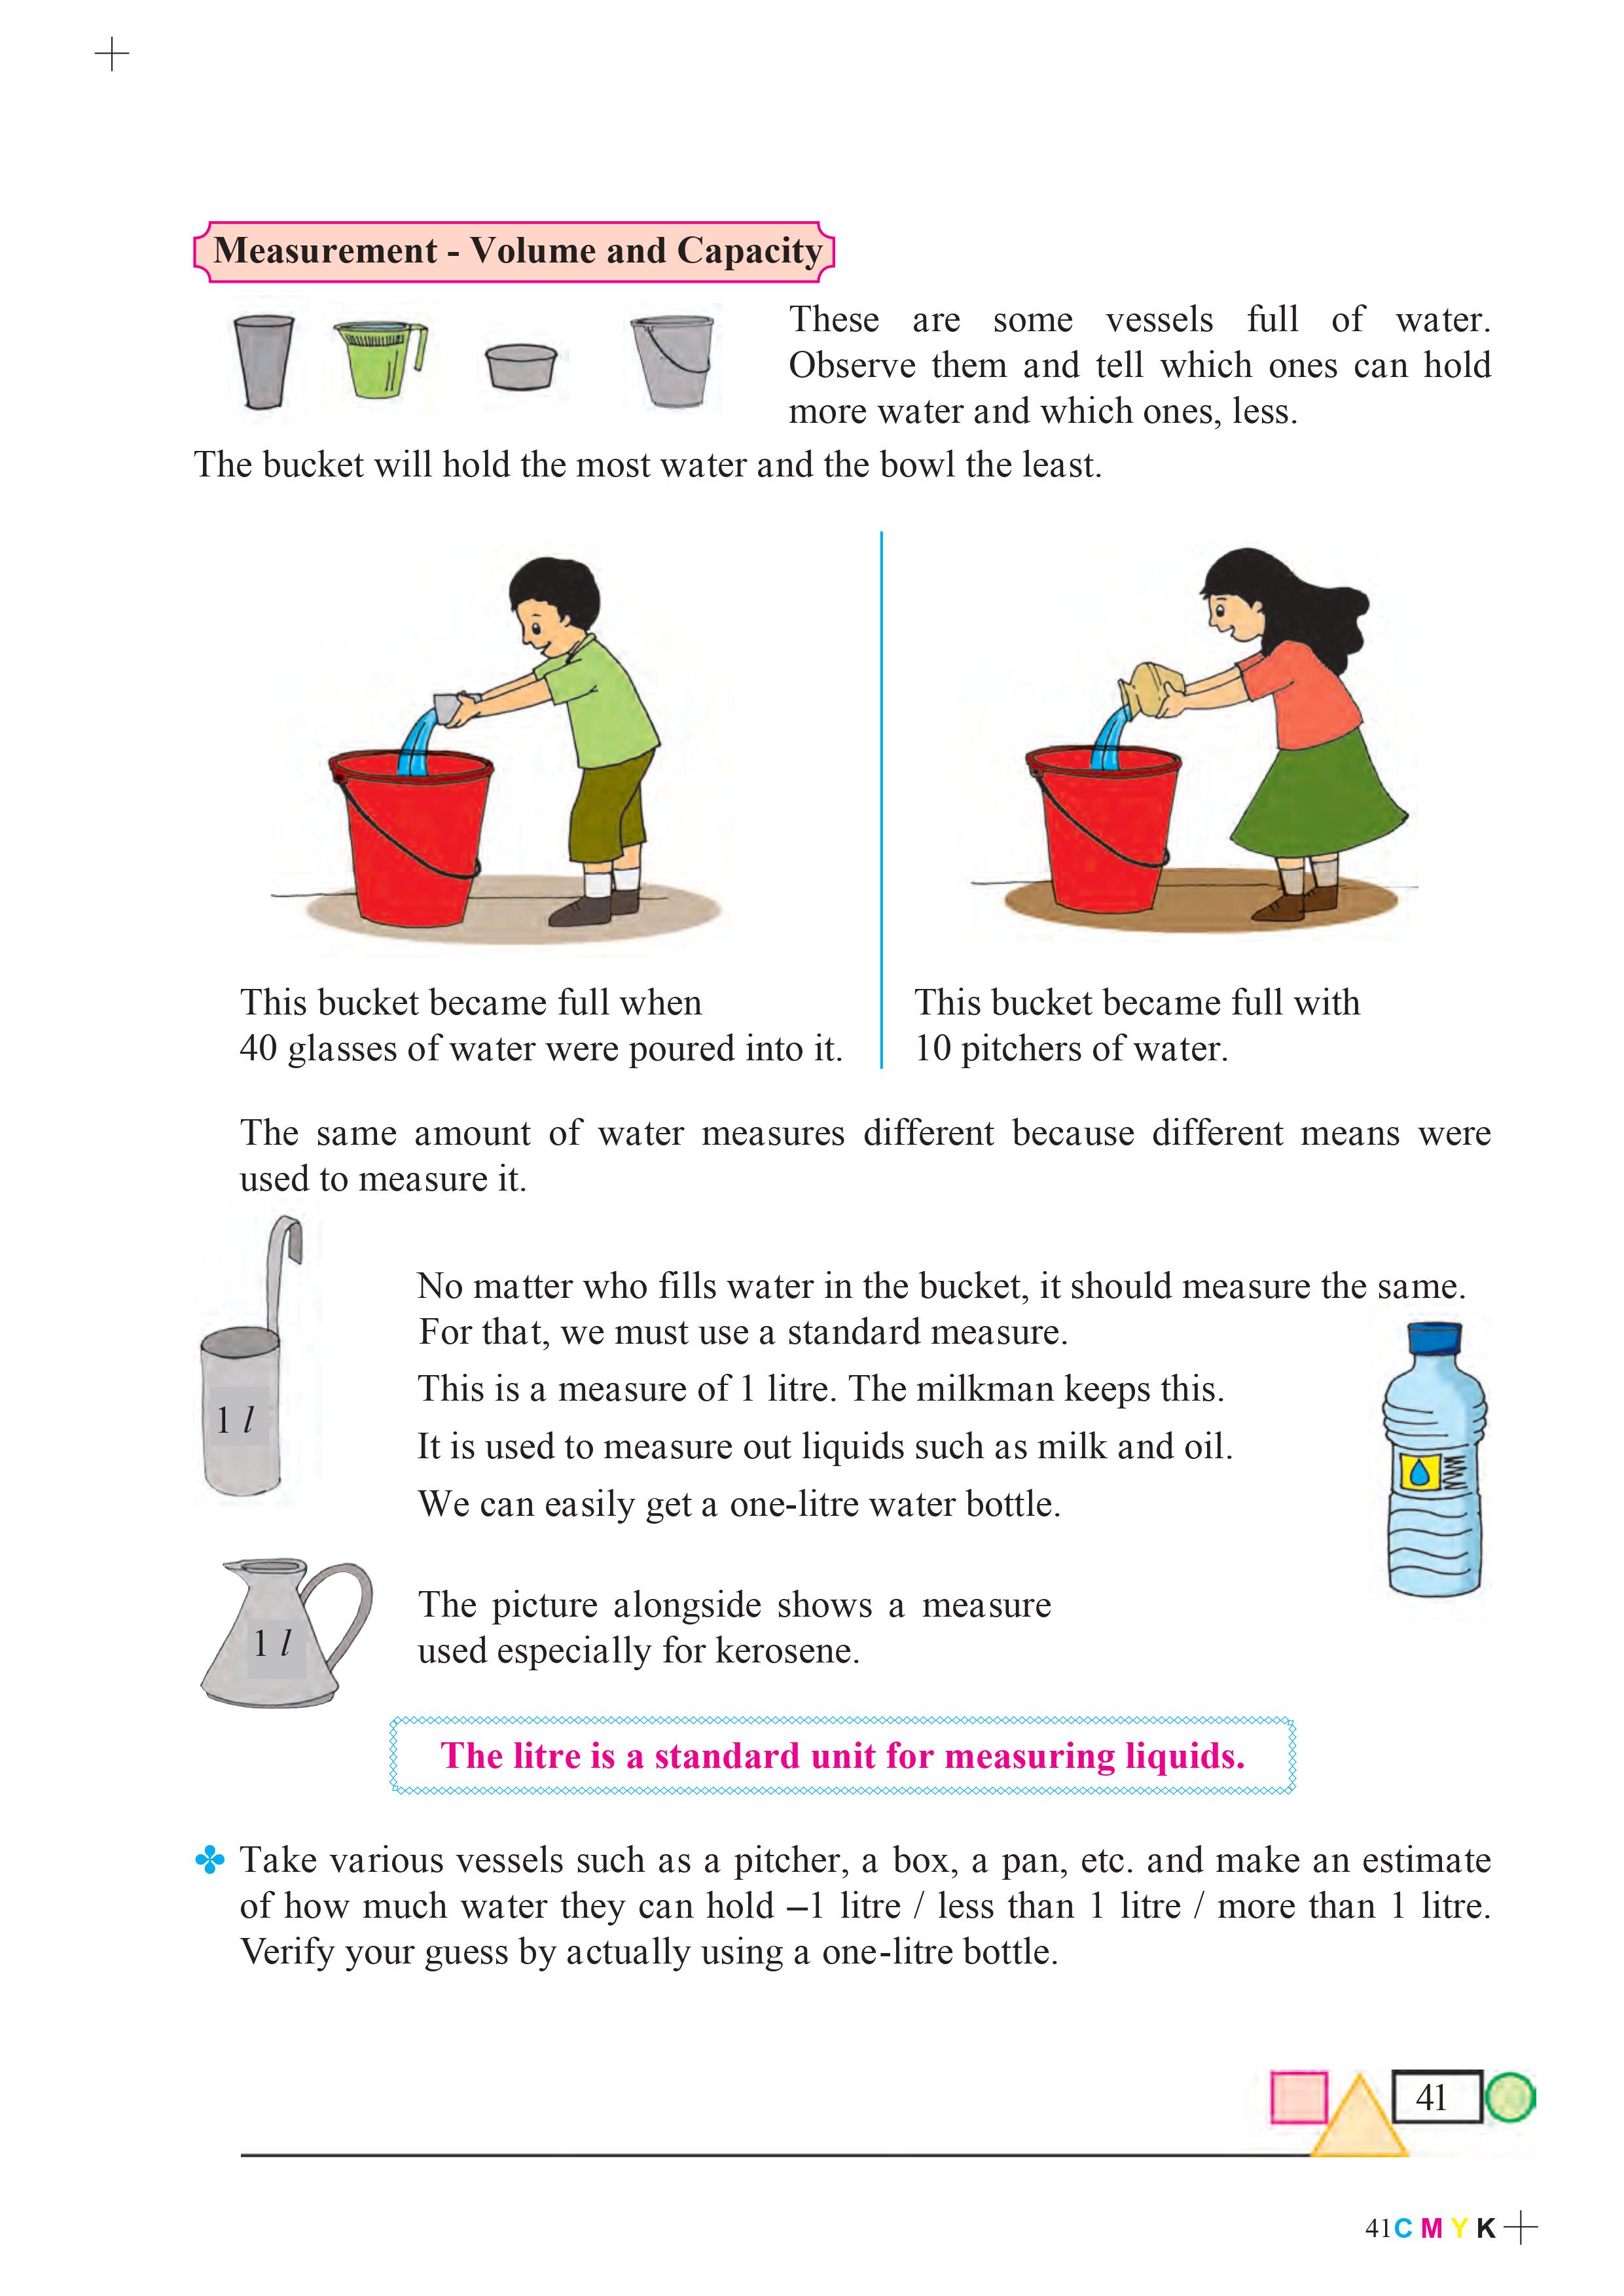 Measurement - Volume and Capacity
These are some vessels full of water.
Observe them and tell which ones can hold
more water and which ones, less.
The bucket will hold the most water and the bowl the least.
This bucket became full when
40 glasses of water were poured into it.
This bucket became full with
10 pitchers of water.
The same amount of water measures different because different means were
used to measure it.
No matter who fills water in the bucket, it should measure the same.
For that, we must use a standard measure.
This is a measure of 1 litre. The milkman keeps this.
1 l
It is used to measure out liquids such as milk and oil.
We can easily get a one-litre water bottle.
The picture alongside shows a measure
used especially for kerosene.
1 l
The litre is a standard unit for measuring liquids.
Take various vessels such as a pitcher, a box, a pan, etc. and make an estimate
of how much water they can hold –1 litre / less than 1 litre / more than 1 litre.
Verify your guess by actually using a one-litre bottle.
41
41 C M Y K